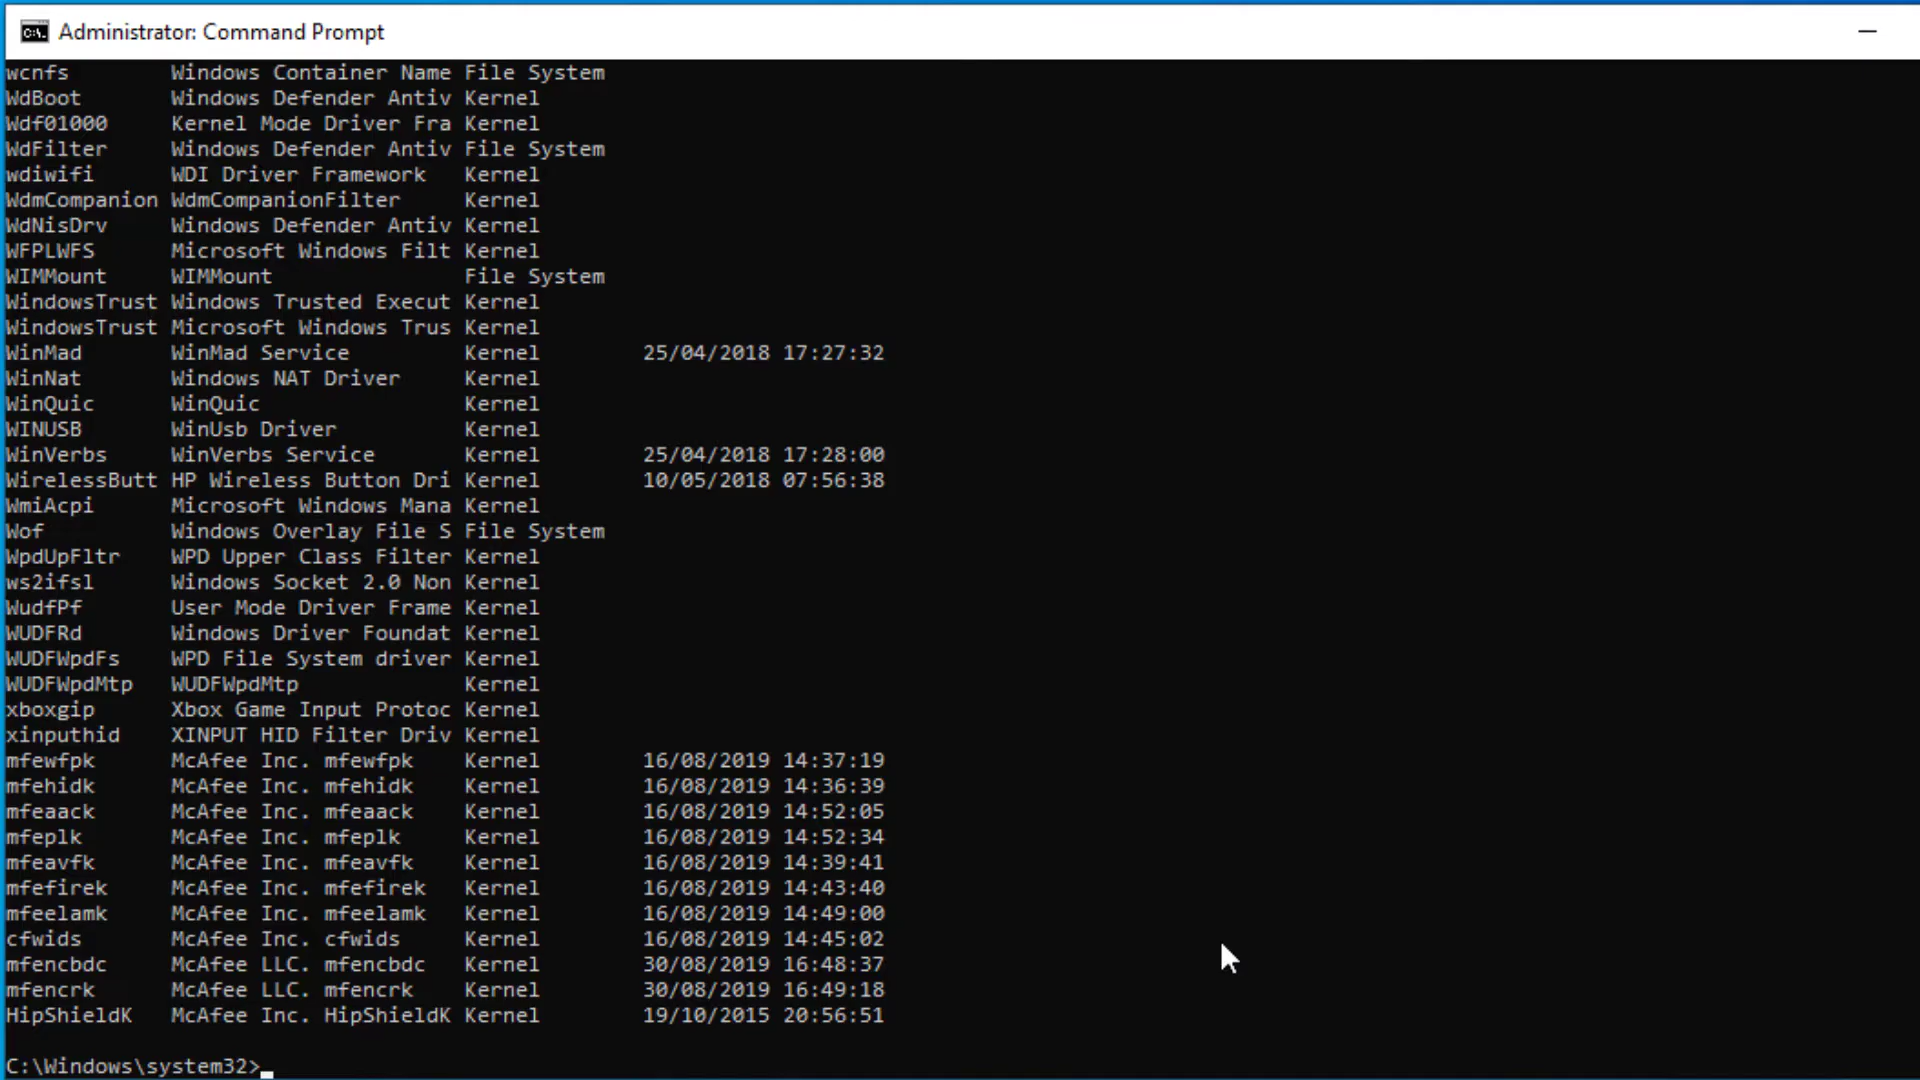 Administrator: Command Prompt
wcnfs Windows Container Name File System
WdBoot Windows Defender Antiv Kernel
Wdf01000 Kernel Mode Driver Fra Kernel
WdFilter Windows Defender Antiv File System
wdiwifi WDI Driver Framework Kernel
WdmCompanion WdmCompanionFilter Kernel
WdNisDrv Windows Defender Antiv Kernel
WFPLWFS Microsoft Windows Filt Kernel
WIMMount WIMMount File System
WindowsTrust Windows Trusted Execut Kernel
WindowsTrust Microsoft Windows Trus Kernel
WinMad WinMad Service Kernel 25/04/2018 17:27:32
WinNat Windows NAT Driver Kernel
WinQuic WinQuic Kernel
WINUSB WinUsb Driver Kernel
WinVerbs WinVerbs Service Kernel 25/04/2018 17:28:00
WirelessButt HP Wireless Button Dri Kernel 10/05/2018 07:56:38
WmiAcpi Microsoft Windows Mana Kernel
Wof Windows Overlay File S File System
WpdUpFltr WPD Upper Class Filter Kernel
ws2ifsl Windows Socket 2.0 Non Kernel
WudfPf User Mode Driver Frame Kernel
WUDFRd Windows Driver Foundat Kernel
WUDFWpdFs WPD File System driver Kernel
WUDFWpdMtp WUDFWpdMtp Kernel
xboxgip Xbox Game Input Protoc Kernel
xinputhid XINPUT HID Filter Driv Kernel
mfewfpk McAfee Inc. mfewfpk Kernel 16/08/2019 14:37:19
mfehidk McAfee Inc. mfehidk Kernel 16/08/2019 14:36:39
mfeaack McAfee Inc. mfeaack Kernel 16/08/2019 14:52:05
mfeplk McAfee Inc. mfeplk Kernel 16/08/2019 14:52:34
mfeavfk McAfee Inc. mfeavfk Kernel 16/08/2019 14:39:41
mfefirek McAfee Inc. mfefirek Kernel 16/08/2019 14:43:40
mfeelamk McAfee Inc. mfeelamk Kernel 16/08/2019 14:49:00
cfwids McAfee Inc. cfwids Kernel 16/08/2019 14:45:02
mfencbdc McAfee LLC. mfencbdc Kernel 30/08/2019 16:48:37
mfencrk McAfee LLC. mfencrk Kernel 30/08/2019 16:49:18
HipShieldK McAfee Inc. HipShieldK Kernel 19/10/2015 20:56:51
C:\Windows\system32>